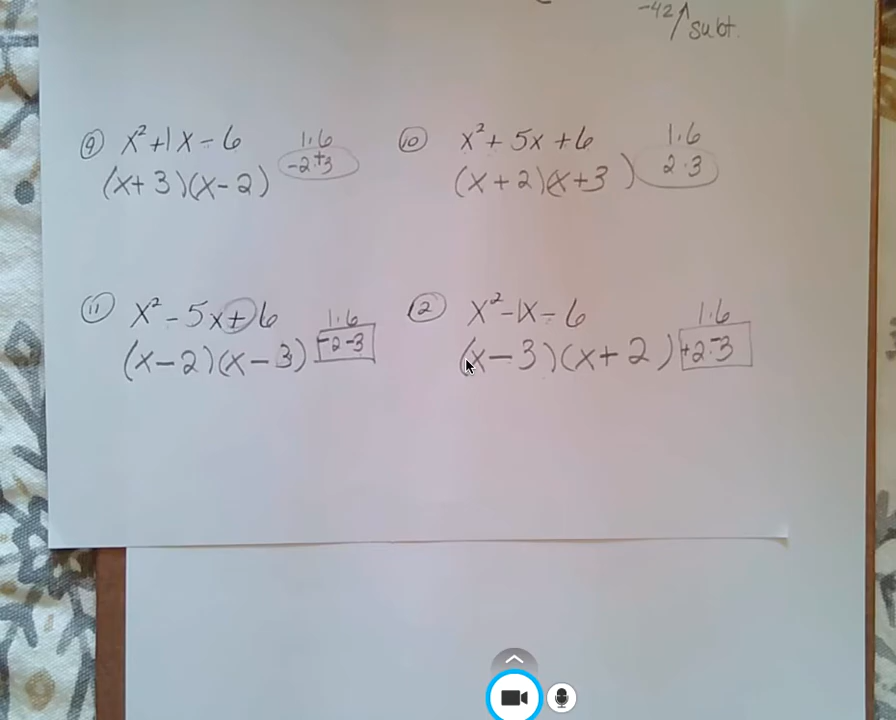 -42 ↑ subt.
⑨ x²+1x-6 1·6
(x+3)(x-2) -2+3
⑩ x²+5x+6 1·6
(x+2)(x+3) 2·3
⑪ x²-5x+6 1·6
(x-2)(x-3) -2-3
⑫ x²-1x-6 1·6
(x-3)(x+2) +2·-3